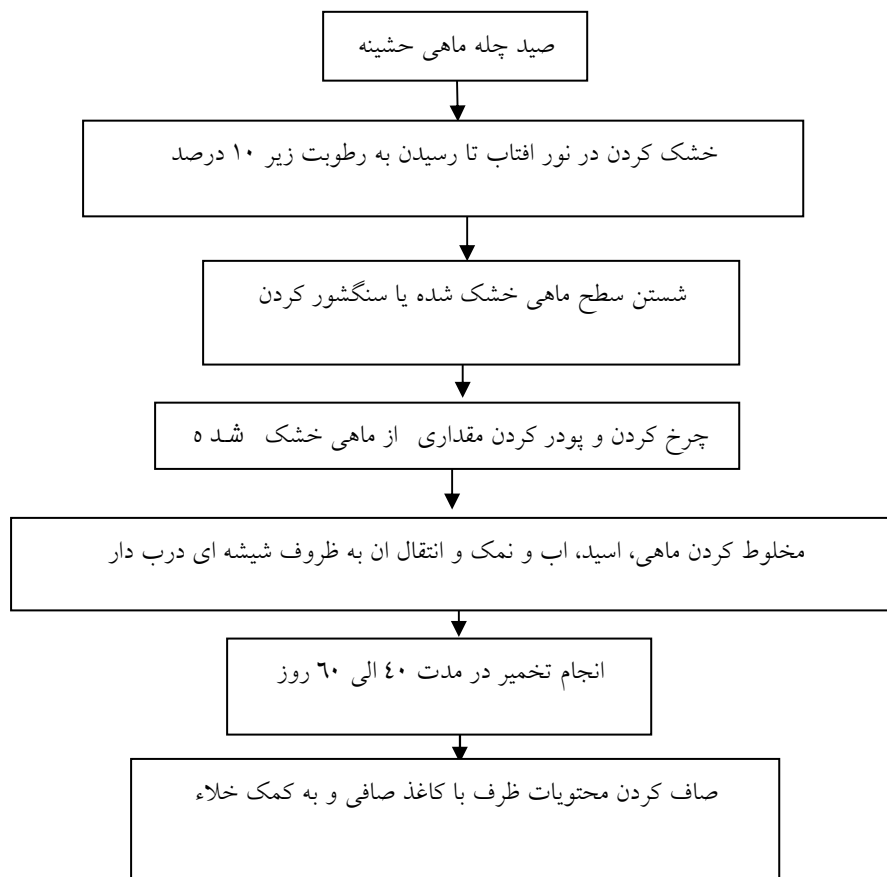 صید چله ماهی حشینه
خشک کردن در نور افتاب تا رسیدن به رطوبت زیر ۱۰ درصد
شستن سطح ماهی خشک شده یا سنگشور کردن
چرخ کردن و پودر کردن مقداری از ماهی خشک شد ه
مخلوط کردن ماهی، اسید، اب و نمک و انتقال ان به ظروف شیشه ای درب دار
انجام تخمیر در مدت ٤۰ الی ٦۰ روز
صاف کردن محتویات ظرف با کاغذ صافی و به کمک خلاء